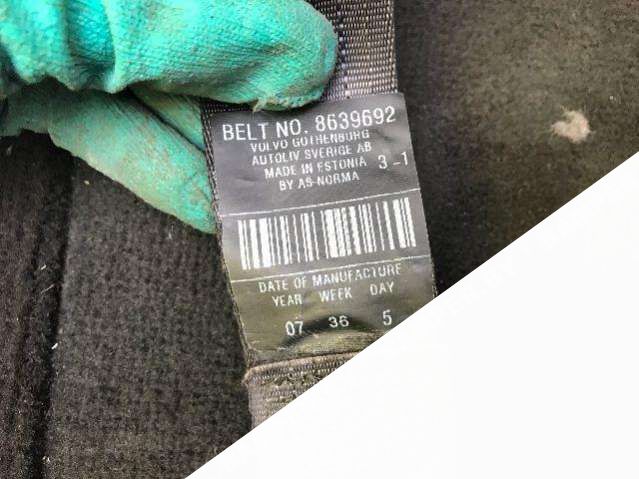 BELT NO. 8639692
VOLVO GOTHENBURG
AUTOLIV SVERIGE AB
MADE IN ESTONIA 3-1
BY AS-NORMA
DATE OF MANUFACTURE
YEAR WEEK DAY
07 36 5